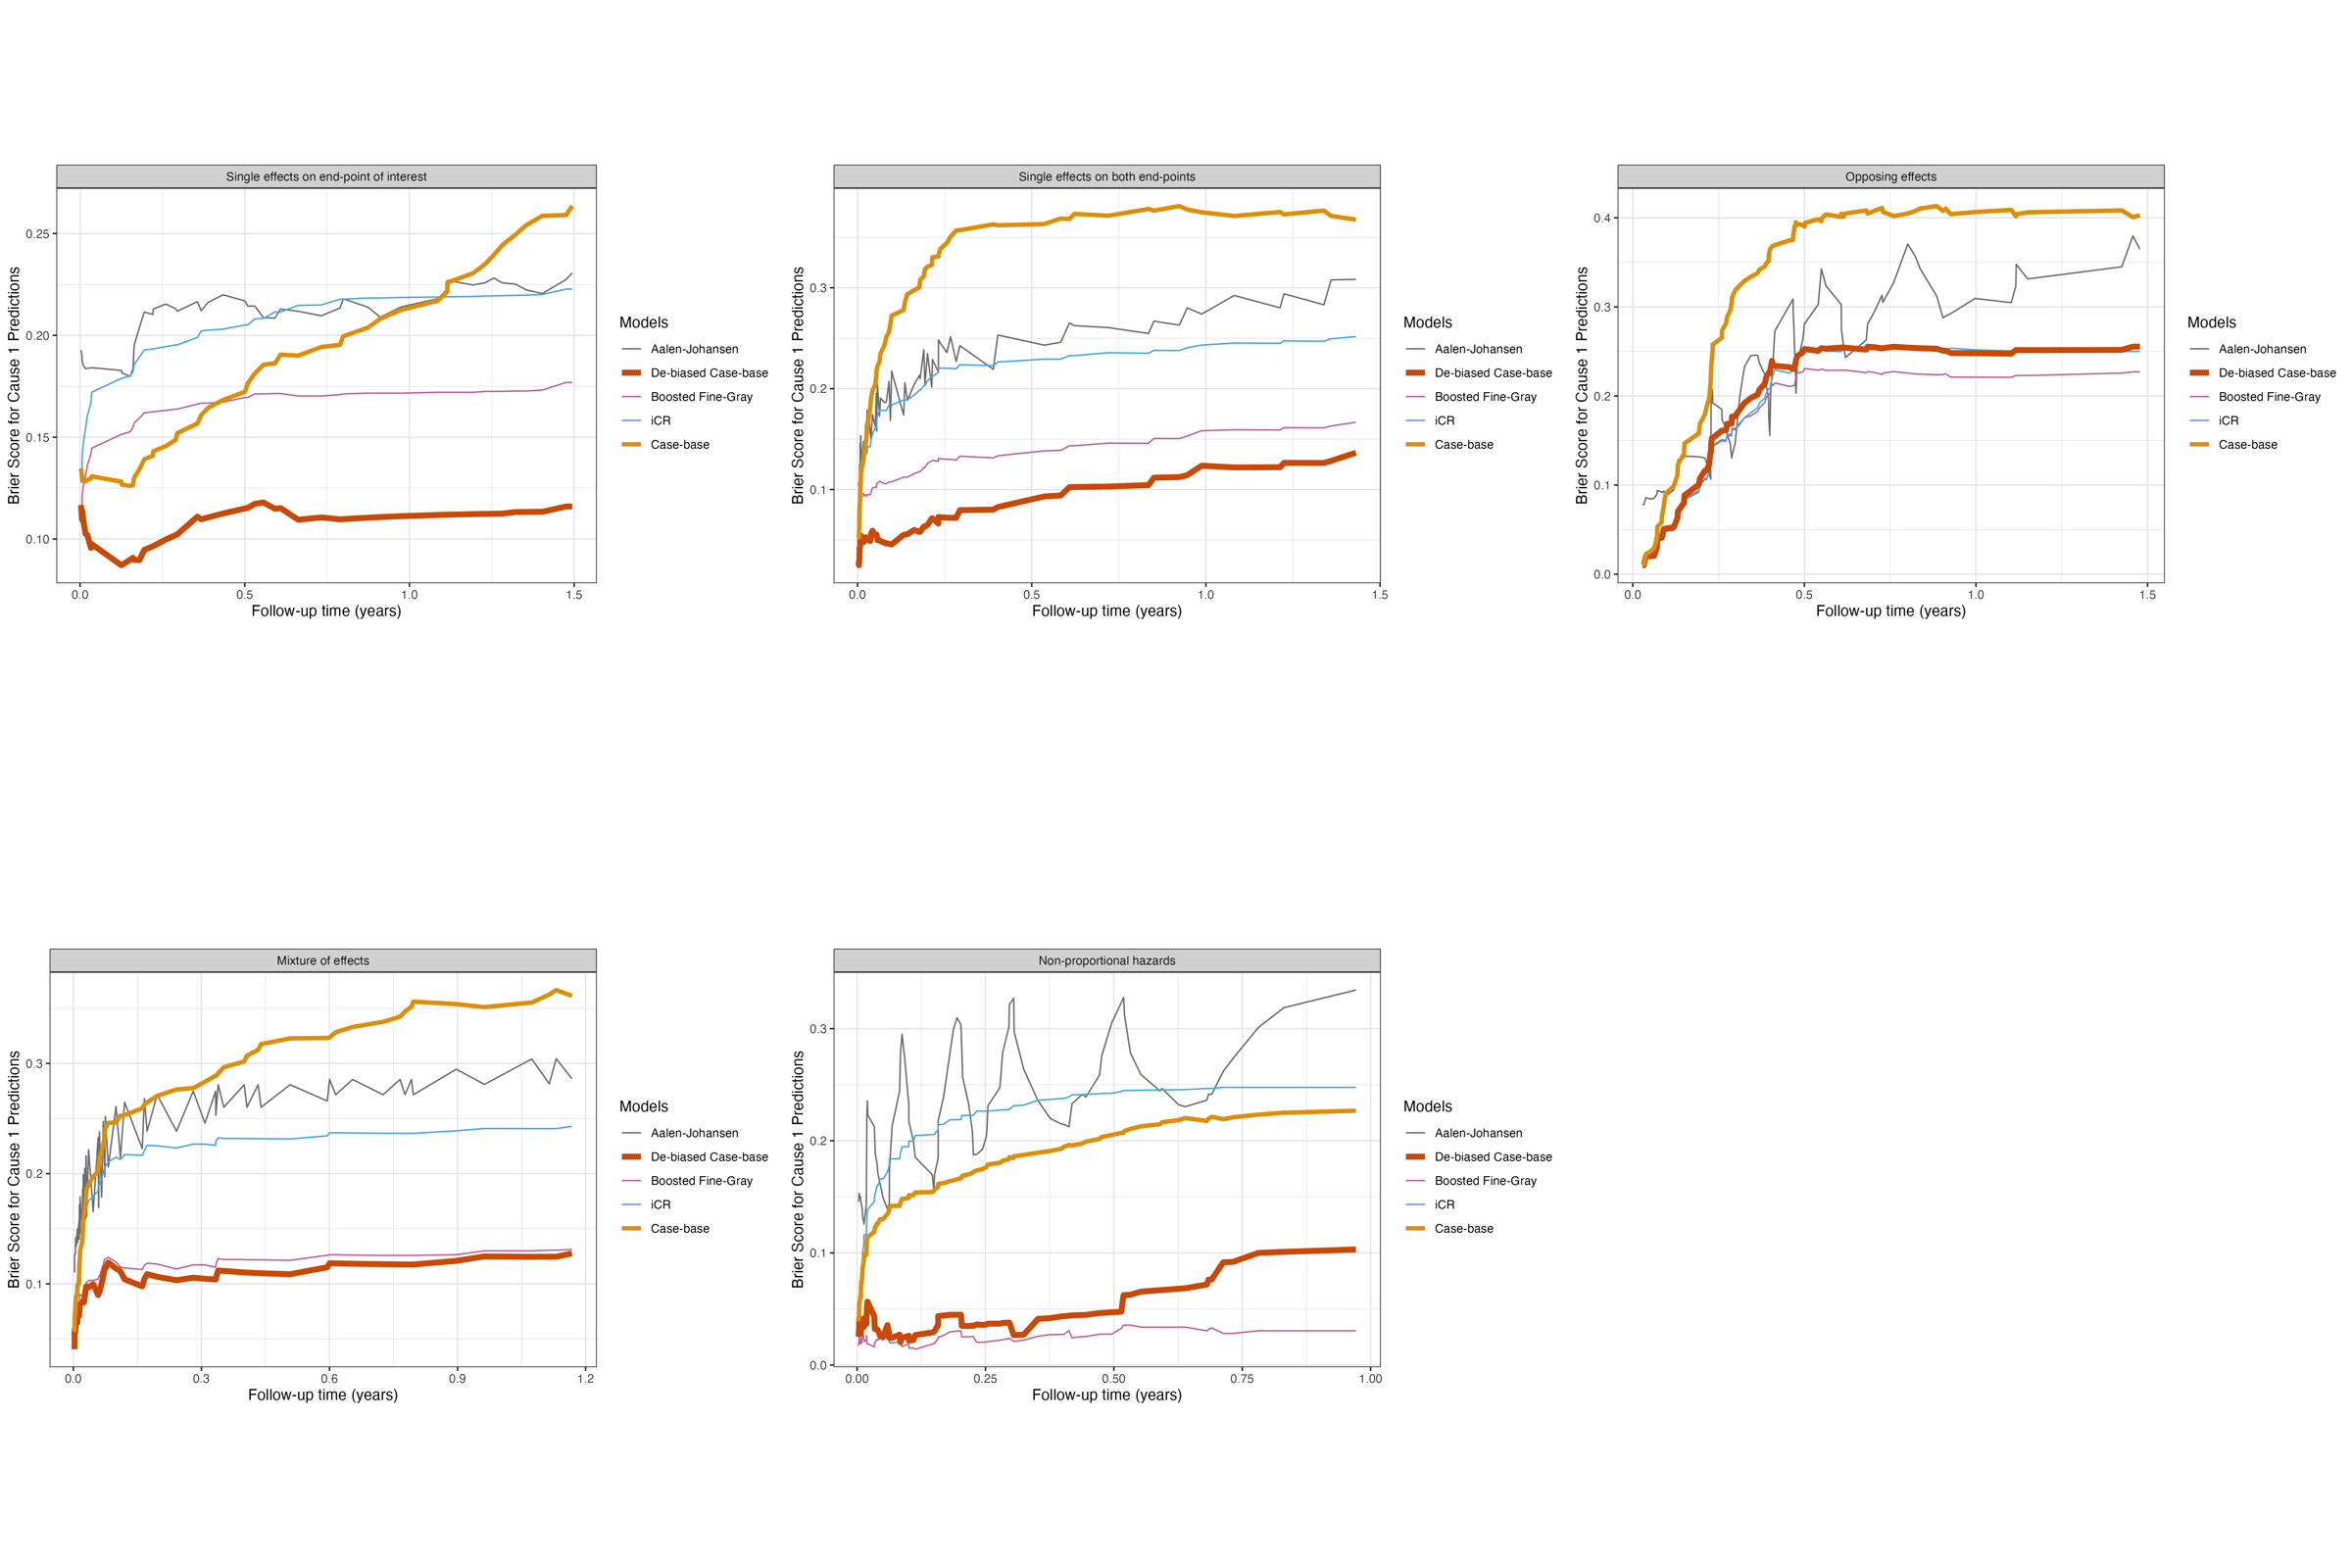 Single effects on end-point of interest
Brier Score for Cause 1 Predictions
0.25
0.20
0.15
0.10
0.0 0.5 1.0 1.5
Follow-up time (years)
Models
Aalen-Johansen
De-biased Case-base
Boosted Fine-Gray
iCR
Case-base
Single effects on both end-points
Brier Score for Cause 1 Predictions
0.3
0.2
0.1
0.0 0.5 1.0 1.5
Follow-up time (years)
Models
Aalen-Johansen
De-biased Case-base
Boosted Fine-Gray
iCR
Case-base
Opposing effects
Brier Score for Cause 1 Predictions
0.4
0.3
0.2
0.1
0.0
0.0 0.5 1.0 1.5
Follow-up time (years)
Models
Aalen-Johansen
De-biased Case-base
Boosted Fine-Gray
iCR
Case-base
Mixture of effects
Brier Score for Cause 1 Predictions
0.3
0.2
0.1
0.0 0.3 0.6 0.9 1.2
Follow-up time (years)
Models
Aalen-Johansen
De-biased Case-base
Boosted Fine-Gray
iCR
Case-base
Non-proportional hazards
Brier Score for Cause 1 Predictions
0.3
0.2
0.1
0.0
0.00 0.25 0.50 0.75 1.00
Follow-up time (years)
Models
Aalen-Johansen
De-biased Case-base
Boosted Fine-Gray
iCR
Case-base